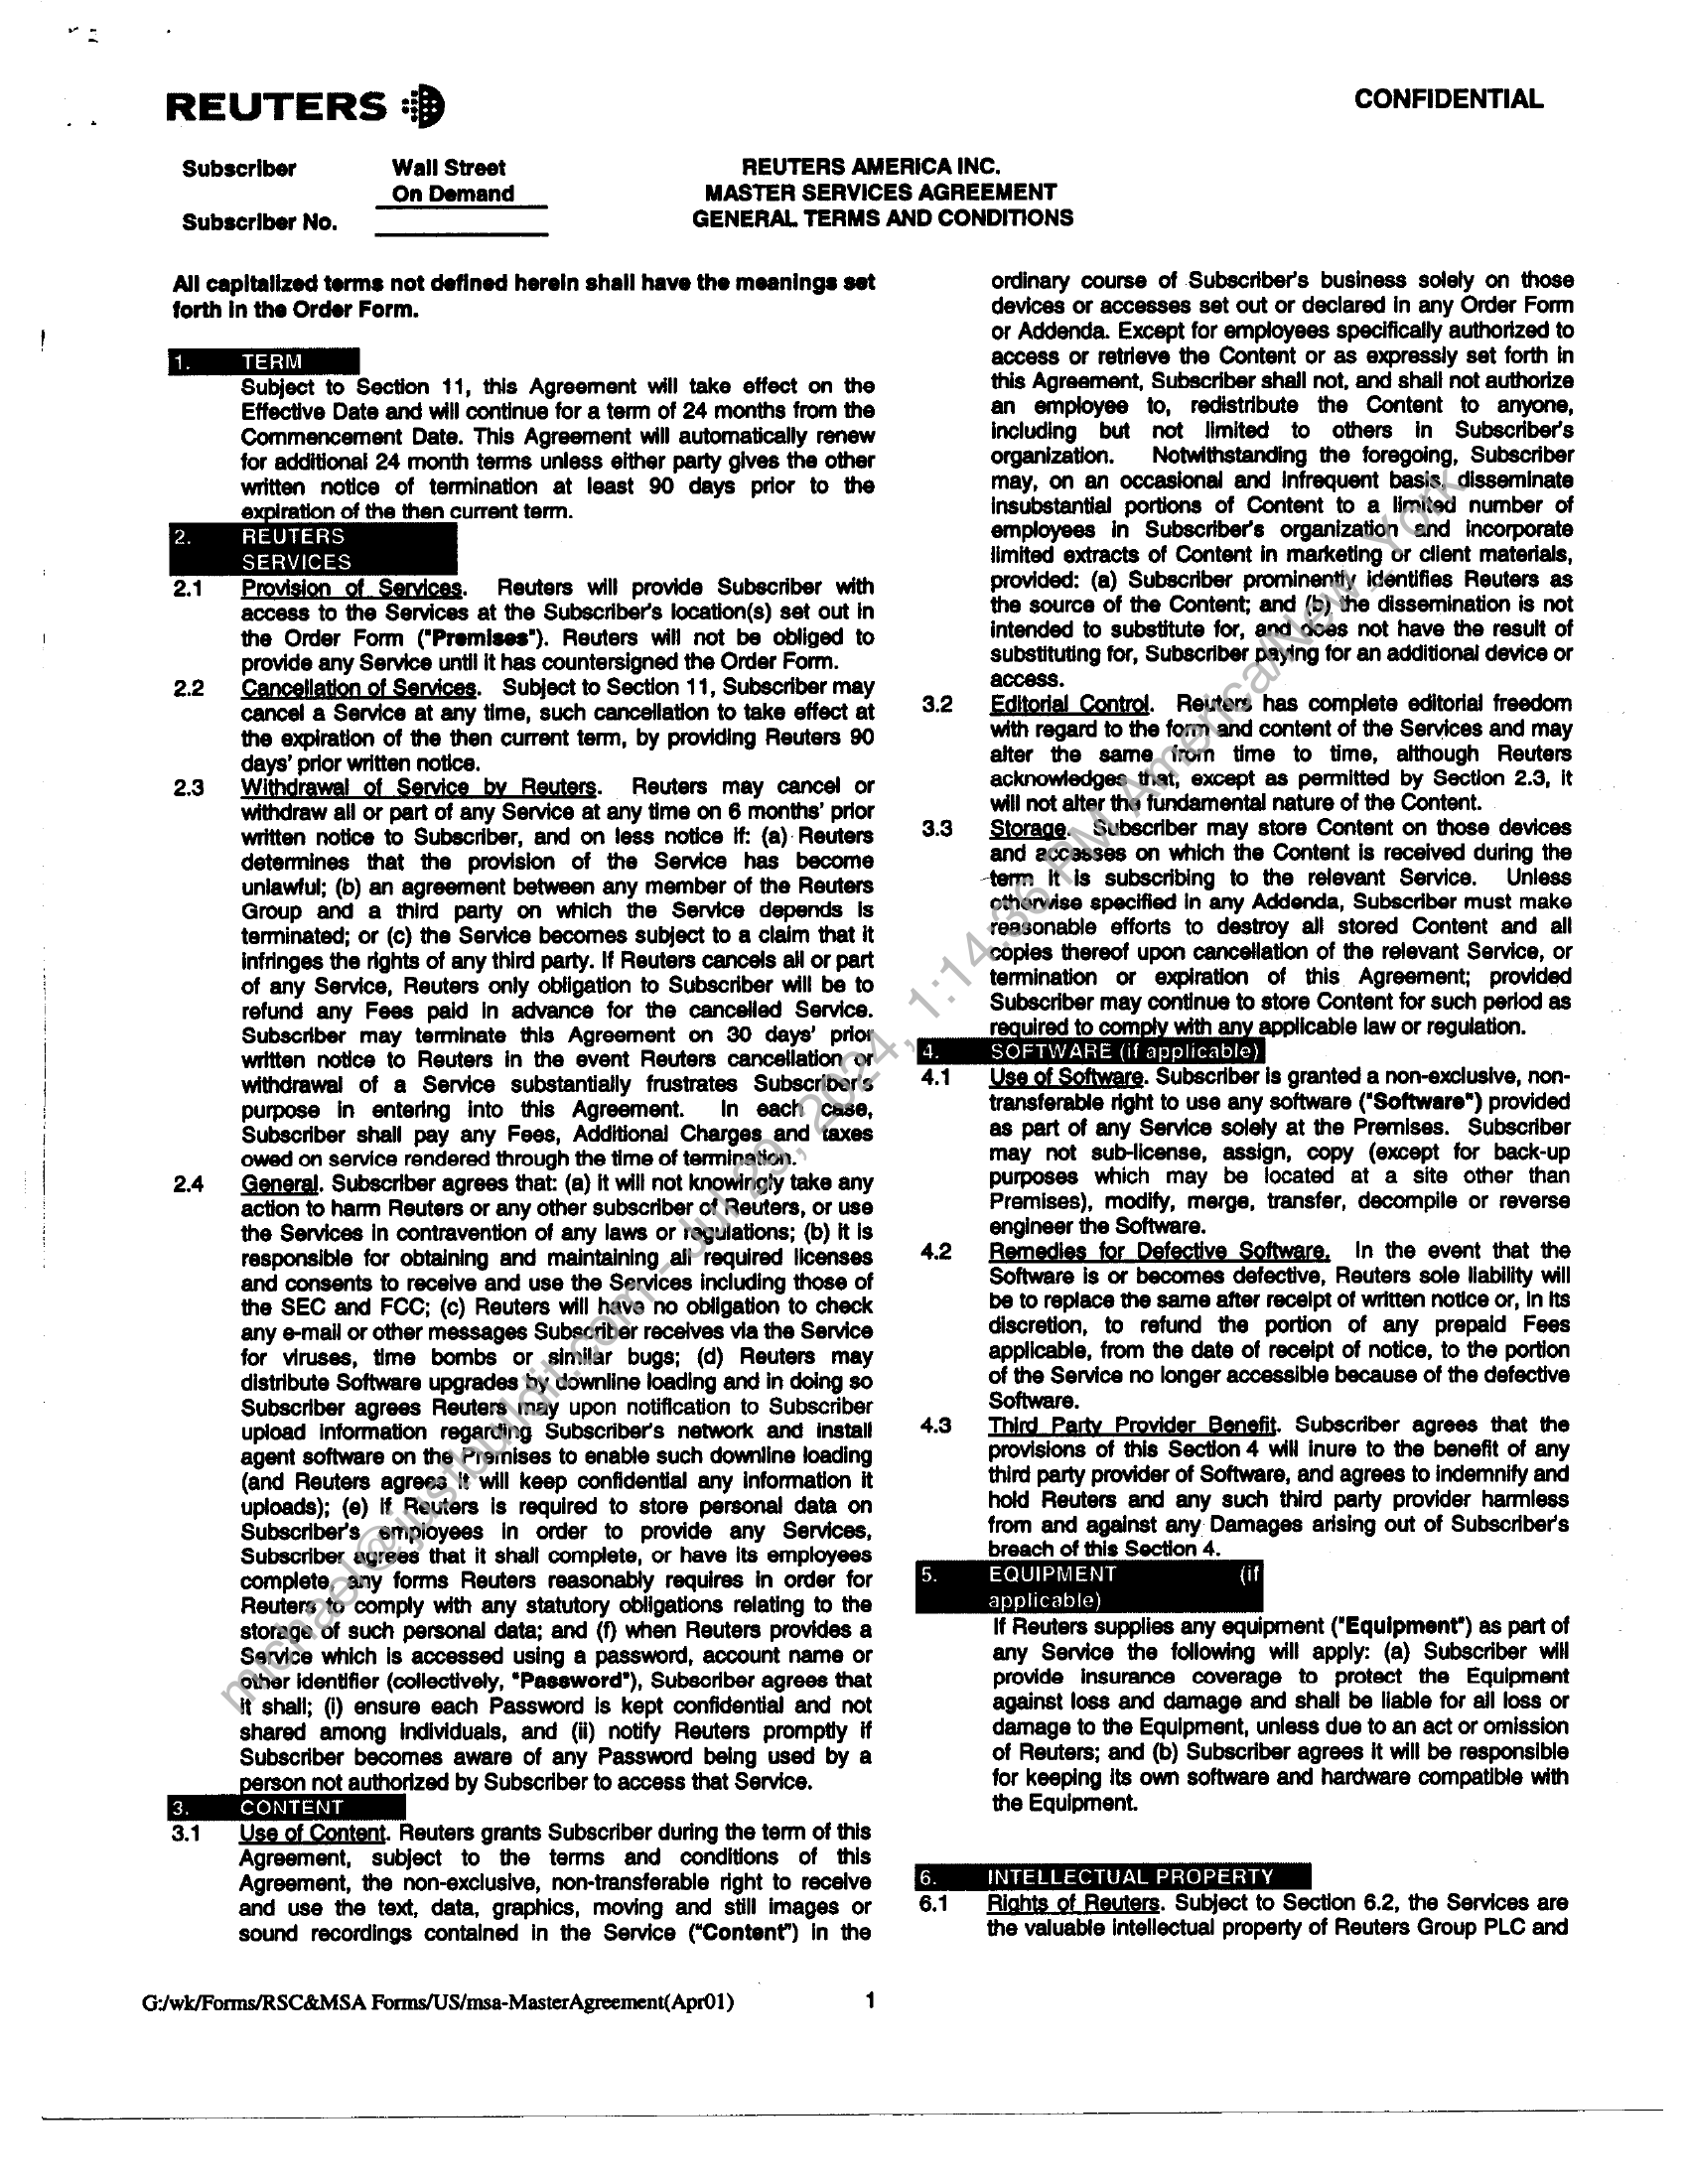 REUTERS
CONFIDENTIAL
Subscriber Wall Street
On Demand
Subscriber No.
REUTERS AMERICA INC.
MASTER SERVICES AGREEMENT
GENERAL TERMS AND CONDITIONS
All capitalized terms not defined herein shall have the meanings set
forth in the Order Form.
1. TERM
Subject to Section 11, this Agreement will take effect on the
Effective Date and will continue for a term of 24 months from the
Commencement Date. This Agreement will automatically renew
for additional 24 month terms unless either party gives the other
written notice of termination at least 90 days prior to the
expiration of the then current term.
2. REUTERS
SERVICES
2.1 Provision of Services. Reuters will provide Subscriber with
access to the Services at the Subscriber's location(s) set out in
the Order Form ("Premises"). Reuters will not be obliged to
provide any Service until it has countersigned the Order Form.
2.2 Cancellation of Services. Subject to Section 11, Subscriber may
cancel a Service at any time, such cancellation to take effect at
the expiration of the then current term, by providing Reuters 90
days' prior written notice.
2.3 Withdrawal of Service by Reuters. Reuters may cancel or
withdraw all or part of any Service at any time on 6 months' prior
written notice to Subscriber, and on less notice if: (a) Reuters
determines that the provision of the Service has become
unlawful; (b) an agreement between any member of the Reuters
Group and a third party on which the Service depends is
terminated; or (c) the Service becomes subject to a claim that it
infringes the rights of any third party. If Reuters cancels all or part
of any Service, Reuters only obligation to Subscriber will be to
refund any Fees paid in advance for the cancelled Service.
Subscriber may terminate this Agreement on 30 days' prior
written notice to Reuters in the event Reuters cancellation or
withdrawal of a Service substantially frustrates Subscriber's
purpose in entering into this Agreement. In each case,
Subscriber shall pay any Fees, Additional Charges and taxes
owed on service rendered through the time of termination.
2.4 General. Subscriber agrees that: (a) it will not knowingly take any
action to harm Reuters or any other subscriber of Reuters, or use
the Services in contravention of any laws or regulations; (b) it is
responsible for obtaining and maintaining all required licenses
and consents to receive and use the Services including those of
the SEC and FCC; (c) Reuters will have no obligation to check
any e-mail or other messages Subscriber receives via the Service
for viruses, time bombs or similar bugs; (d) Reuters may
distribute Software upgrades by downline loading and in doing so
Subscriber agrees Reuters may upon notification to Subscriber
upload information regarding Subscriber's network and install
agent software on the Premises to enable such downline loading
(and Reuters agrees it will keep confidential any information it
uploads); (e) if Reuters is required to store personal data on
Subscriber's employees in order to provide any Services,
Subscriber agrees that it shall complete, or have its employees
complete, any forms Reuters reasonably requires in order for
Reuters to comply with any statutory obligations relating to the
storage of such personal data; and (f) when Reuters provides a
Service which is accessed using a password, account name or
other identifier (collectively, "Password"), Subscriber agrees that
it shall; (i) ensure each Password is kept confidential and not
shared among individuals, and (ii) notify Reuters promptly if
Subscriber becomes aware of any Password being used by a
person not authorized by Subscriber to access that Service.
3. CONTENT
3.1 Use of Content. Reuters grants Subscriber during the term of this
Agreement, subject to the terms and conditions of this
Agreement, the non-exclusive, non-transferable right to receive
and use the text, data, graphics, moving and still images or
sound recordings contained in the Service ("Content") in the
ordinary course of Subscriber's business solely on those
devices or accesses set out or declared in any Order Form
or Addenda. Except for employees specifically authorized to
access or retrieve the Content or as expressly set forth in
this Agreement, Subscriber shall not, and shall not authorize
an employee to, redistribute the Content to anyone,
including but not limited to others in Subscriber's
organization. Notwithstanding the foregoing, Subscriber
may, on an occasional and infrequent basis, disseminate
insubstantial portions of Content to a limited number of
employees in Subscriber's organization and incorporate
limited extracts of Content in marketing or client materials,
provided: (a) Subscriber prominently identifies Reuters as
the source of the Content; and (b) the dissemination is not
intended to substitute for, and does not have the result of
substituting for, Subscriber paying for an additional device or
access.
3.2 Editorial Control. Reuters has complete editorial freedom
with regard to the form and content of the Services and may
alter the same from time to time, although Reuters
acknowledges that, except as permitted by Section 2.3, it
will not alter the fundamental nature of the Content.
3.3 Storage. Subscriber may store Content on those devices
and accesses on which the Content is received during the
term it is subscribing to the relevant Service. Unless
otherwise specified in any Addenda, Subscriber must make
reasonable efforts to destroy all stored Content and all
copies thereof upon cancellation of the relevant Service, or
termination or expiration of this Agreement; provided
Subscriber may continue to store Content for such period as
required to comply with any applicable law or regulation.
4. SOFTWARE (if applicable)
4.1 Use of Software. Subscriber is granted a non-exclusive, non-
transferable right to use any software ("Software") provided
as part of any Service solely at the Premises. Subscriber
may not sub-license, assign, copy (except for back-up
purposes which may be located at a site other than
Premises), modify, merge, transfer, decompile or reverse
engineer the Software.
4.2 Remedies for Defective Software. In the event that the
Software is or becomes defective, Reuters sole liability will
be to replace the same after receipt of written notice or, in its
discretion, to refund the portion of any prepaid Fees
applicable, from the date of receipt of notice, to the portion
of the Service no longer accessible because of the defective
Software.
4.3 Third Party Provider Benefit. Subscriber agrees that the
provisions of this Section 4 will inure to the benefit of any
third party provider of Software, and agrees to indemnify and
hold Reuters and any such third party provider harmless
from and against any Damages arising out of Subscriber's
breach of this Section 4.
5. EQUIPMENT (if
applicable)
If Reuters supplies any equipment ("Equipment") as part of
any Service the following will apply: (a) Subscriber will
provide insurance coverage to protect the Equipment
against loss and damage and shall be liable for all loss or
damage to the Equipment, unless due to an act or omission
of Reuters; and (b) Subscriber agrees it will be responsible
for keeping its own software and hardware compatible with
the Equipment.
6. INTELLECTUAL PROPERTY
6.1 Rights of Reuters. Subject to Section 6.2, the Services are
the valuable intellectual property of Reuters Group PLC and
G:/wk/Forms/RSC&MSA Forms/US/msa-MasterAgreement(Apr01) 1
michael@justbuildit.com - Jul 29, 2024, 1:14:36 PM America/New_York